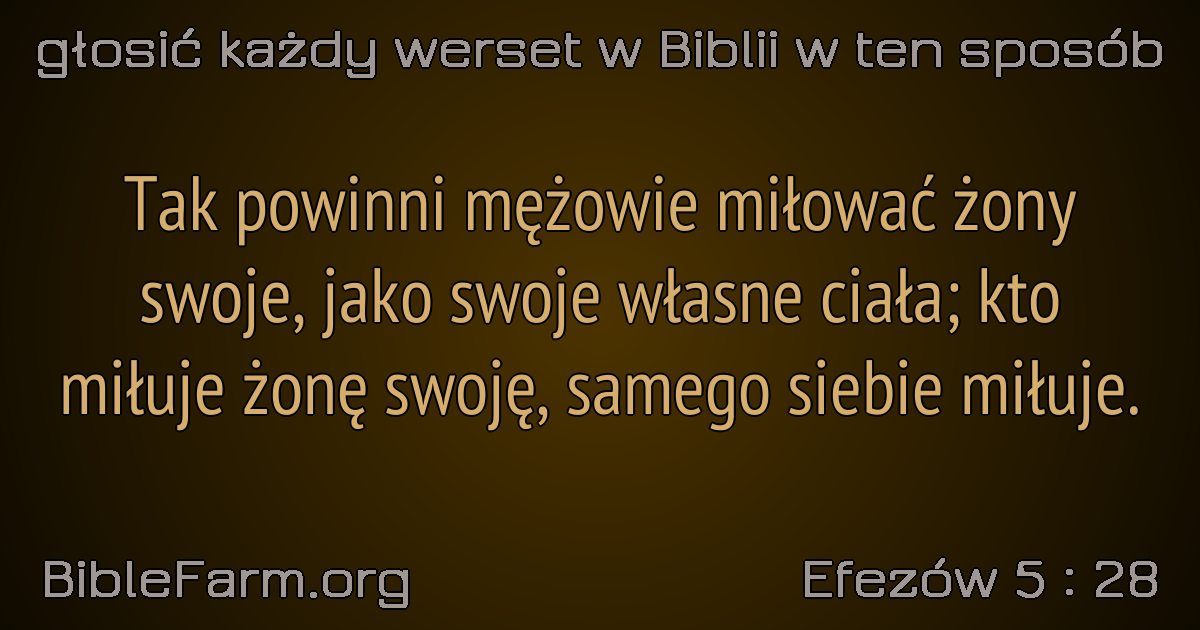 głosić każdy werset w Biblii w ten sposób
Tak powinni mężowie miłować żony
swoje, jako swoje własne ciała; kto
miłuje żonę swoję, samego siebie miłuje.
BibleFarm.org
Efezów 5 : 28